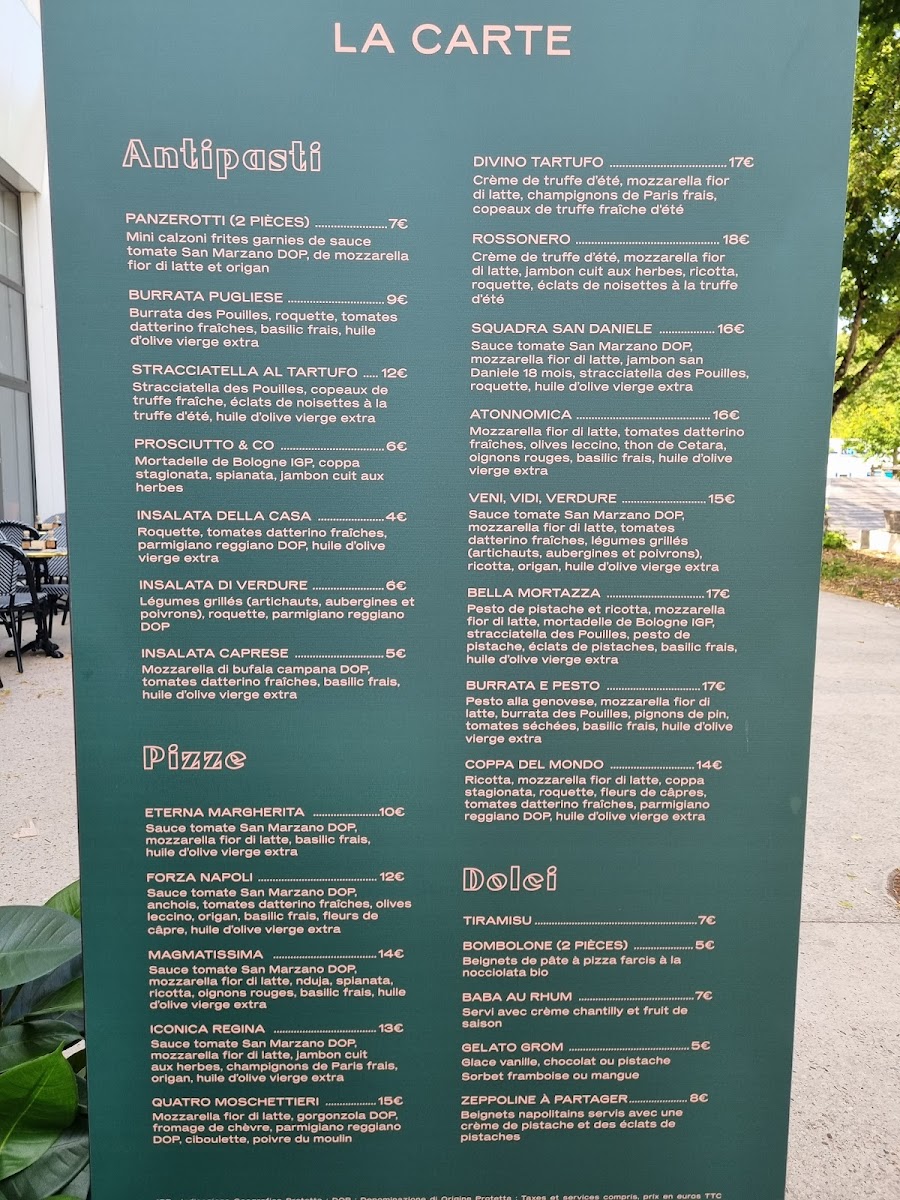 LA CARTE
Antipasti
PANZEROTTI (2 PIÈCES) ..................7€
Mini calzoni frites garnies de sauce
tomate San Marzano DOP, de mozzarella
fior di latte et origan
BURRATA PUGLIESE ........................9€
Burrata des Pouilles, roquette, tomates
datterino fraîches, basilic frais, huile
d'olive vierge extra
STRACCIATELLA AL TARTUFO .....12€
Stracciatella des Pouilles, copeaux de
truffe fraîche, éclats de noisettes à la
truffe d'été, huile d'olive vierge extra
PROSCIUTTO & CO ..........................6€
Mortadelle de Bologne IGP, coppa
stagionata, spianata, jambon cuit aux
herbes
INSALATA DELLA CASA .................4€
Roquette, tomates datterino fraîches,
parmigiano reggiano DOP, huile d'olive
vierge extra
INSALATA DI VERDURE ...................6€
Légumes grillés (artichauts, aubergines et
poivrons), roquette, parmigiano reggiano
DOP
INSALATA CAPRESE .......................5€
Mozzarella di bufala campana DOP,
tomates datterino fraîches, basilic frais,
huile d'olive vierge extra
Pizze
ETERNA MARGHERITA ..................10€
Sauce tomate San Marzano DOP,
mozzarella fior di latte, basilic frais,
huile d'olive vierge extra
FORZA NAPOLI ..............................12€
Sauce tomate San Marzano DOP,
anchois, tomates datterino fraîches, olives
leccino, origan, basilic frais, fleurs de
câpre, huile d'olive vierge extra
MAGMATISSIMA ..........................14€
Sauce tomate San Marzano DOP,
mozzarella fior di latte, nduja, spianata,
ricotta, oignons rouges, basilic frais, huile
d'olive vierge extra
ICONICA REGINA ..........................13€
Sauce tomate San Marzano DOP,
mozzarella fior di latte, jambon cuit
aux herbes, champignons de Paris frais,
origan, huile d'olive vierge extra
QUATRO MOSCHETTIERI .............15€
Mozzarella fior di latte, gorgonzola DOP,
fromage de chèvre, parmigiano reggiano
DOP, ciboulette, poivre du moulin
DIVINO TARTUFO .............................17€
Crème de truffe d'été, mozzarella fior
di latte, champignons de Paris frais,
copeaux de truffe fraîche d'été
ROSSONERO ....................................18€
Crème de truffe d'été, mozzarella fior
di latte, jambon cuit aux herbes, ricotta,
roquette, éclats de noisettes à la truffe
d'été
SQUADRA SAN DANIELE ..............16€
Sauce tomate San Marzano DOP,
mozzarella fior di latte, jambon san
Daniele 18 mois, stracciatella des Pouilles,
roquette, huile d'olive vierge extra
ATONNOMICA ..................................16€
Mozzarella fior di latte, tomates datterino
fraîches, olives leccino, thon de Cetara,
oignons rouges, basilic frais, huile d'olive
vierge extra
VENI, VIDI, VERDURE .....................15€
Sauce tomate San Marzano DOP,
mozzarella fior di latte, tomates
datterino fraîches, légumes grillés
(artichauts, aubergines et poivrons),
ricotta, origan, huile d'olive vierge extra
BELLA MORTAZZA .........................17€
Pesto de pistache et ricotta, mozzarella
fior di latte, mortadelle de Bologne IGP,
stracciatella des Pouilles, pesto de
pistache, éclats de pistaches, basilic frais,
huile d'olive vierge extra
BURRATA E PESTO ........................17€
Pesto alla genovese, mozzarella fior di
latte, burrata des Pouilles, pignons de pin,
tomates séchées, basilic frais, huile d'olive
vierge extra
COPPA DEL MONDO .....................14€
Ricotta, mozzarella fior di latte, coppa
stagionata, roquette, fleurs de câpres,
tomates datterino fraîches, parmigiano
reggiano DOP, huile d'olive vierge extra
Dolci
TIRAMISU ..........................................7€
BOMBOLONE (2 PIÈCES) ...............5€
Beignets de pâte à pizza farcis à la
nocciolata bio
BABA AU RHUM .............................7€
Servi avec crème chantilly et fruit de
saison
GELATO GROM ...............................5€
Glace vanille, chocolat ou pistache
Sorbet framboise ou mangue
ZEPPOLINE À PARTAGER...............8€
Beignets napolitains servis avec une
crème de pistache et des éclats de
pistaches
IGP : Indicazione Geografica Protetta ; DOP : Denominazione di Origine Protetta ; Taxes et services compris, prix en euros TTC